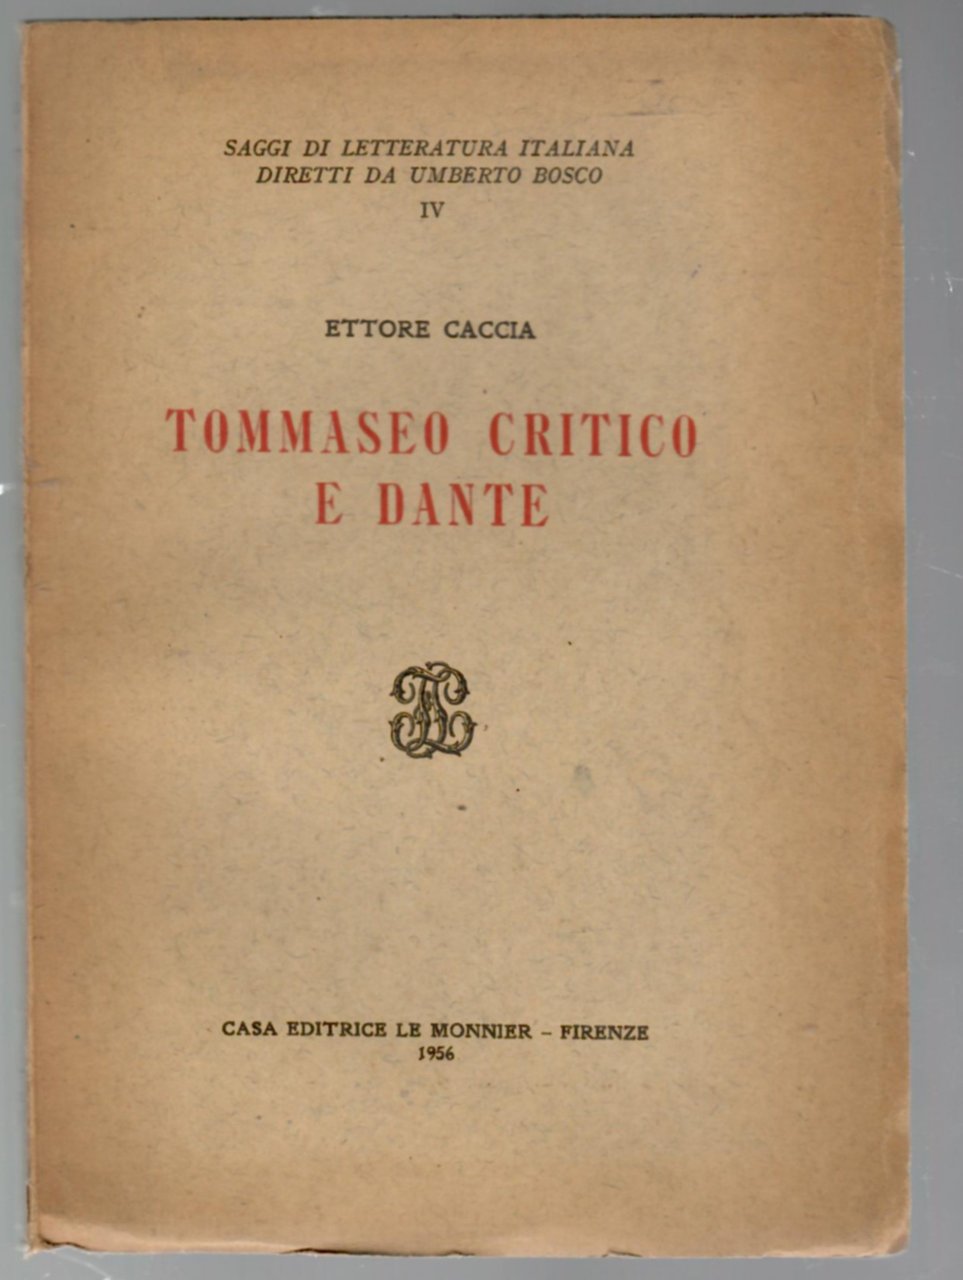 SAGGI DI LETTERATURA ITALIANA
DIRETTI DA UMBERTO BOSCO
IV
ETTORE CACCIA
TOMMASEO CRITICO
E DANTE
CASA EDITRICE LE MONNIER – FIRENZE
1956